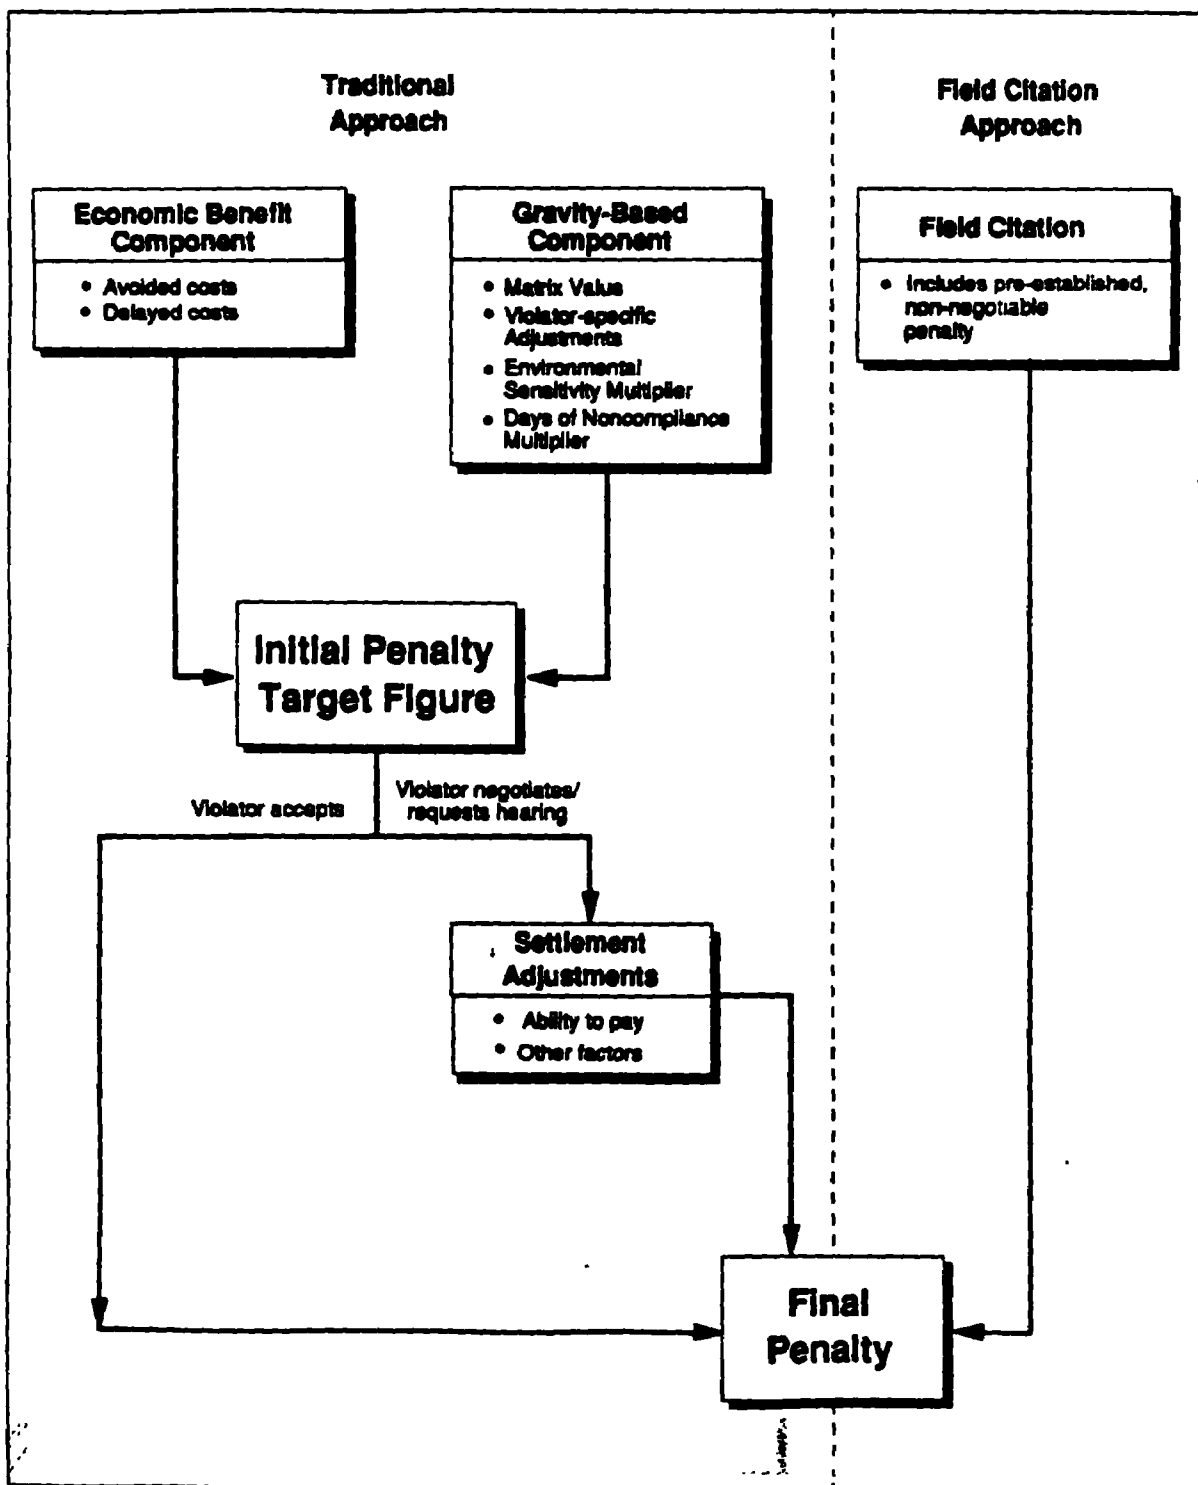 Traditional
Approach
Field Citation
Approach
Economic Benefit
Component
• Avoided costs
• Delayed costs
Gravity-Based
Component
• Matrix Value
• Violator-specific
Adjustments
• Environmental
Sensitivity Multiplier
• Days of Noncompliance
Multiplier
Field Citation
• Includes pre-established,
non-negotiable
penalty
Initial Penalty
Target Figure
Violator accepts
Violator negotiates/
requests hearing
Settlement
Adjustments
• Ability to pay
• Other factors
Final
Penalty